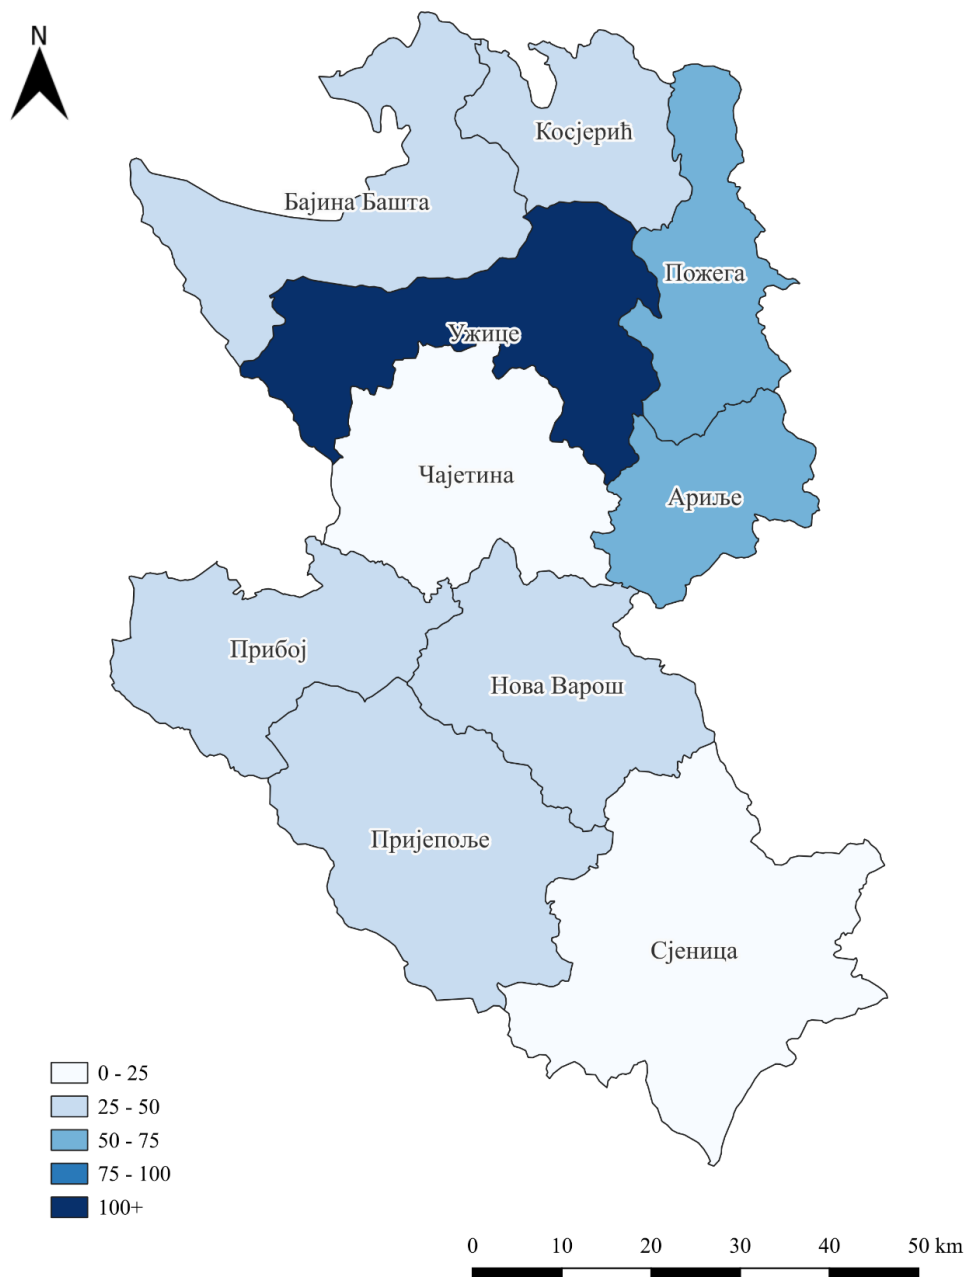 N
Косјерић
Бајина Башта
Пожега
Ужице
Чајетина
Ариље
Прибој
Нова Варош
Пријепоље
Сјеница
0 - 25
25 - 50
50 - 75
75 - 100
100+
0 10 20 30 40 50 km